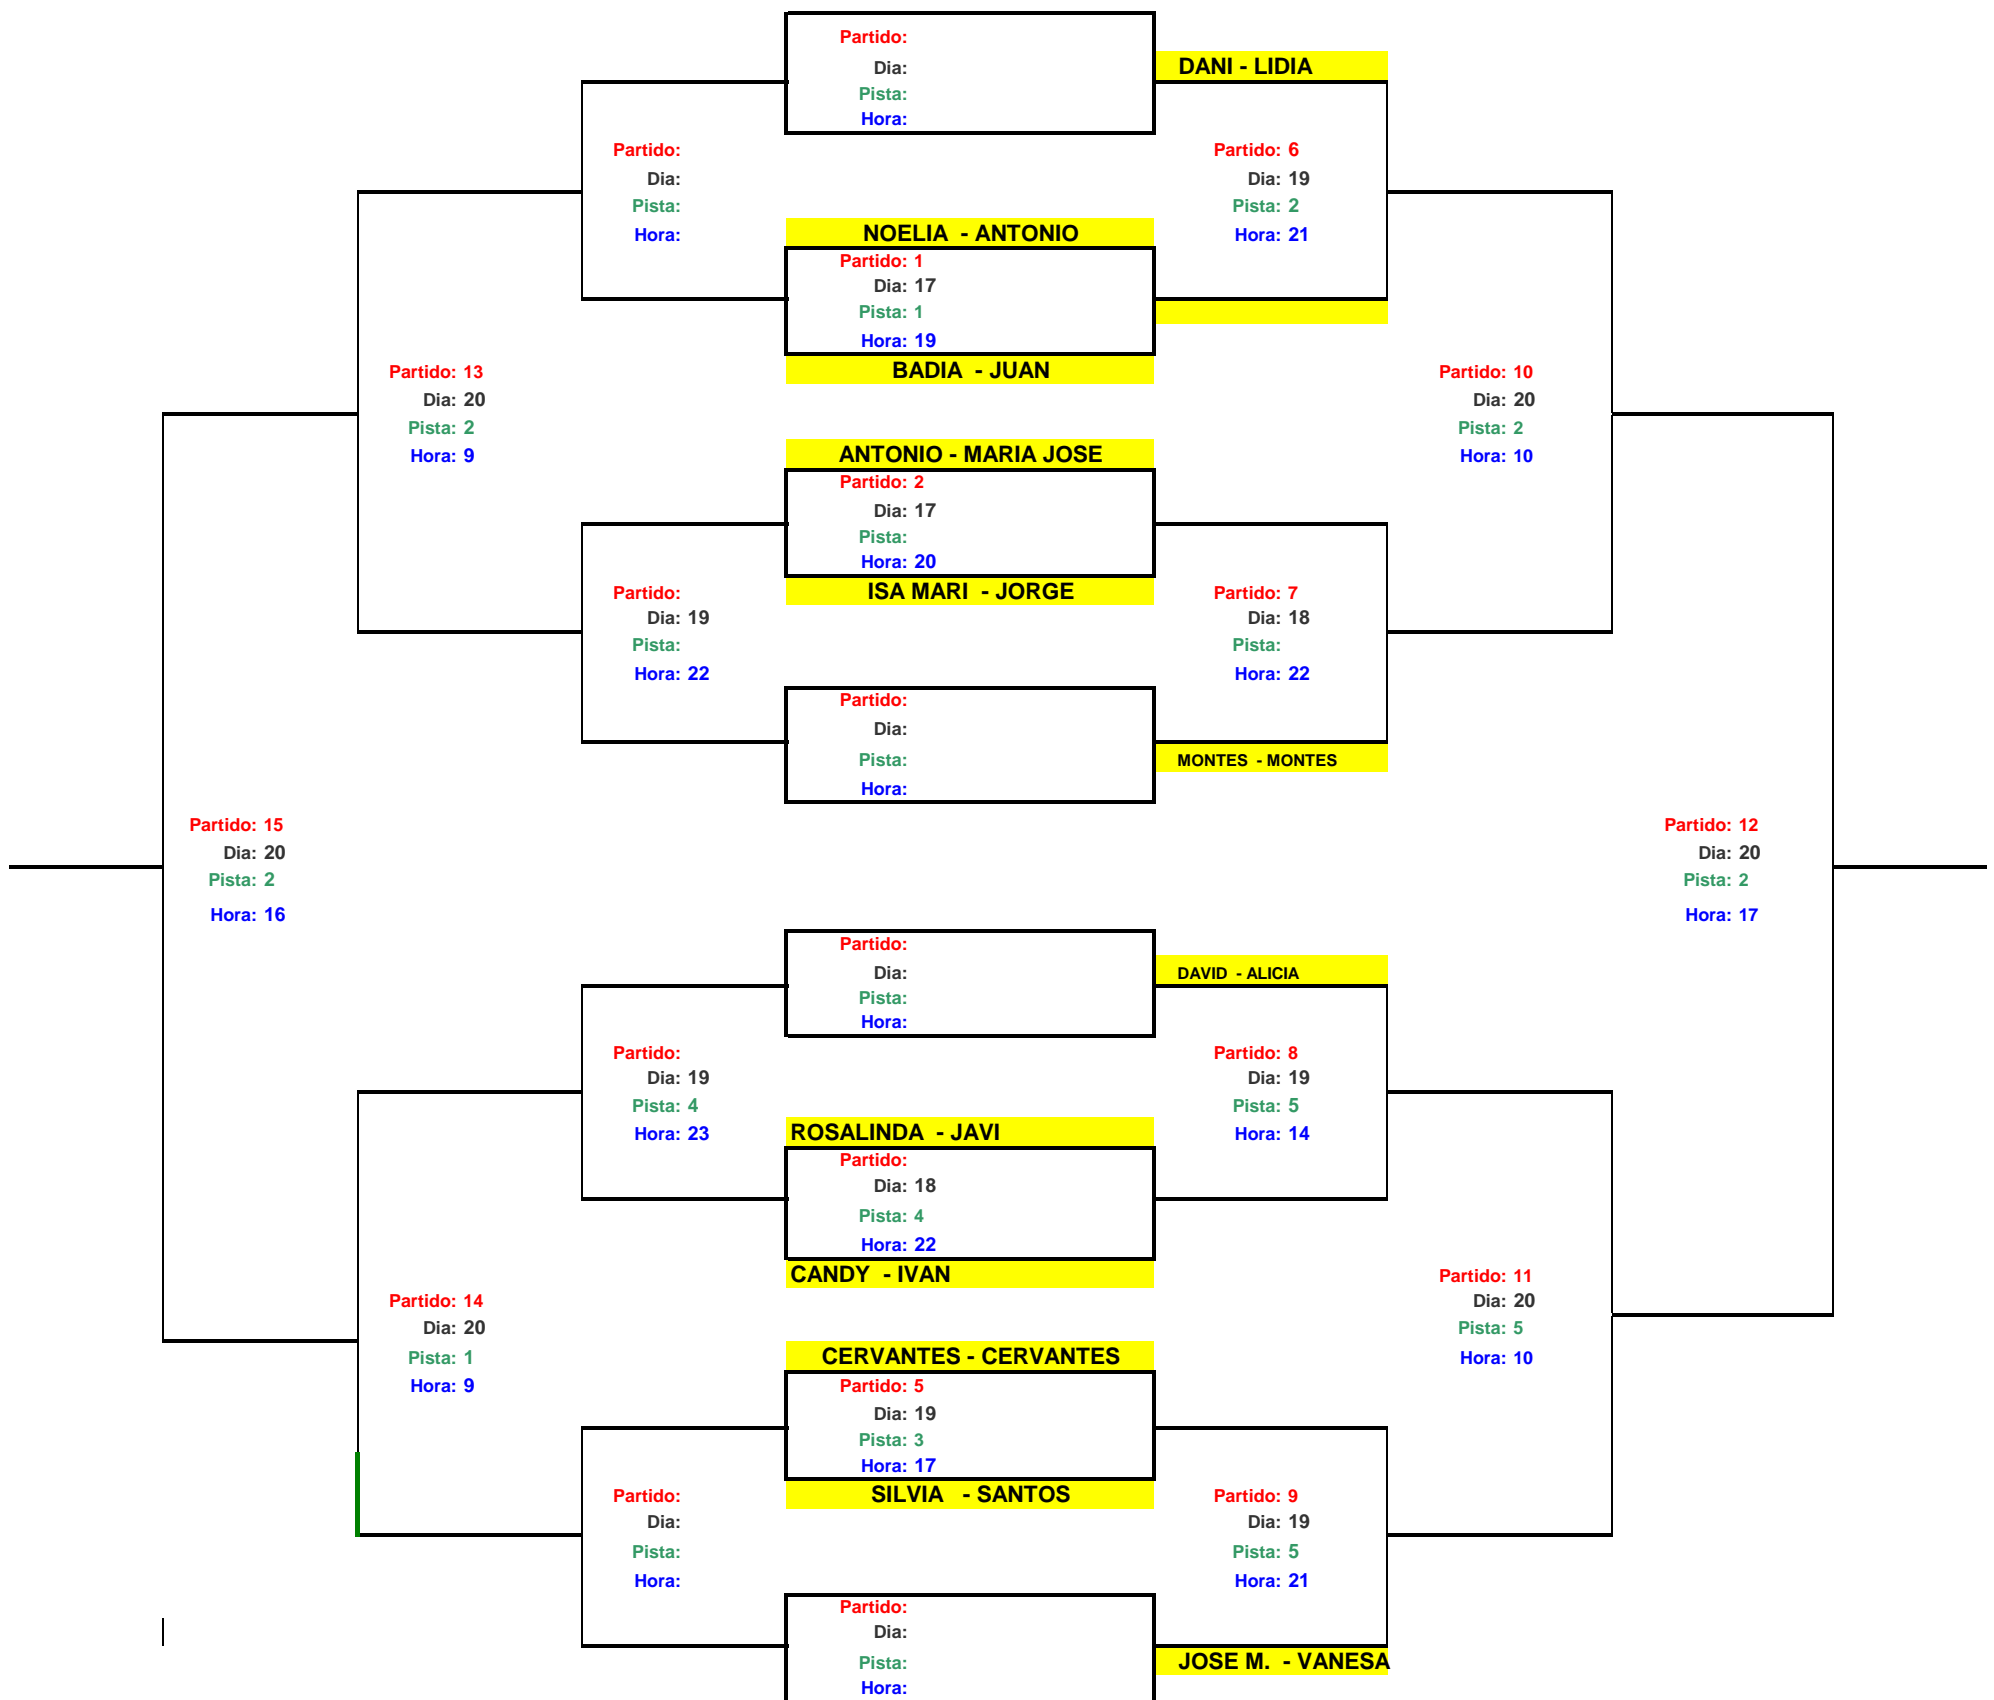 Partido:
DANI - LIDIA
Dia:
Pista:
Hora:
Partido:
Partido: 6
Dia:
Dia: 19
Pista:
Pista: 2
Hora:
NOELIA - ANTONIO
Hora: 21
Partido: 1
Dia: 17
Pista: 1
Hora: 19
BADIA - JUAN
Partido: 13
Partido: 10
Dia: 20
Dia: 20
Pista: 2
Pista: 2
Hora: 9
ANTONIO - MARIA JOSE
Hora: 10
Partido: 2
Dia: 17
Pista:
Hora: 20
Partido:
ISA MARI - JORGE
Partido: 7
Dia: 19
Dia: 18
Pista:
Pista:
Hora: 22
Hora: 22
Partido:
Dia:
Pista:
MONTES - MONTES
Hora:
Partido: 15
Partido: 12
Dia: 20
Dia: 20
Pista: 2
Pista: 2
Hora: 16
Hora: 17
Partido:
Dia:
DAVID - ALICIA
Pista:
Hora:
Partido:
Partido: 8
Dia: 19
Dia: 19
Pista: 4
Pista: 5
Hora: 23
ROSALINDA - JAVI
Hora: 14
Partido:
Dia: 18
Pista: 4
Hora: 22
CANDY - IVAN
Partido: 11
Partido: 14
Dia: 20
Dia: 20
Pista: 5
Pista: 1
CERVANTES - CERVANTES
Hora: 10
Hora: 9
Partido: 5
Dia: 19
Pista: 3
Hora: 17
Partido:
SILVIA - SANTOS
Partido: 9
Dia:
Dia: 19
Pista:
Pista: 5
Hora:
Hora: 21
Partido:
Dia:
Pista:
JOSE M. - VANESA
Hora: